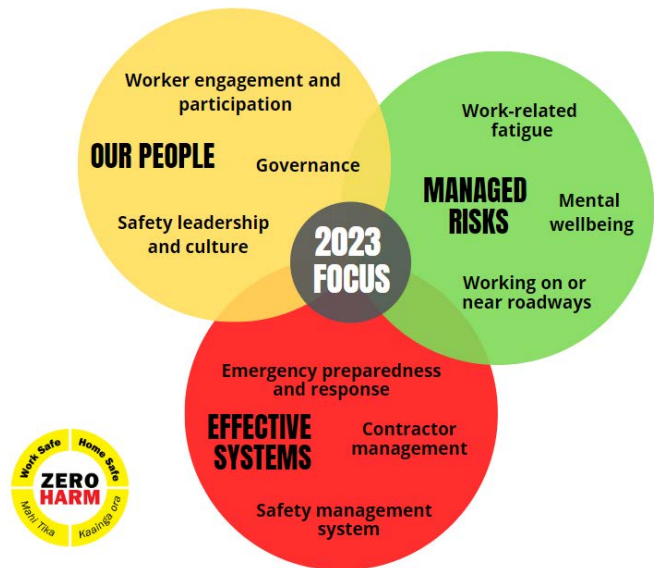 Worker engagement and
participation
OUR PEOPLE
Governance
Safety leadership
and culture
Work-related
fatigue
MANAGED
RISKS
Mental
wellbeing
Working on or
near roadways
2023
FOCUS
Emergency preparedness
and response
EFFECTIVE
SYSTEMS
Contractor
management
Safety management
system
Work Safe
Home Safe
ZERO
HARM
Mahi Tika
Kaainga ora